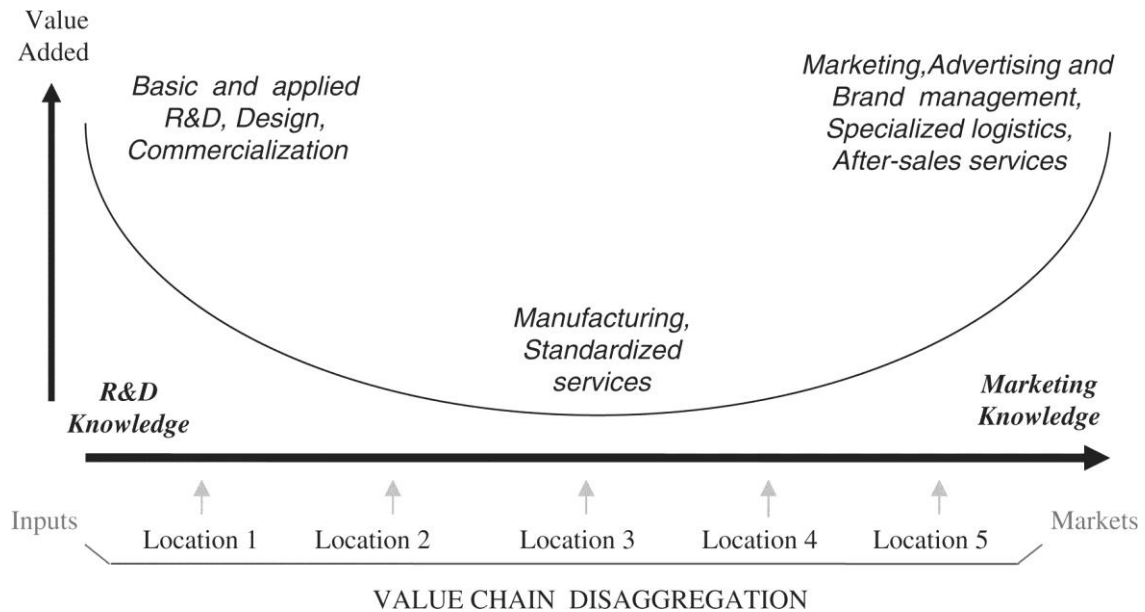 Value
Added
Basic and applied
R&D, Design,
Commercialization
Marketing,Advertising and
Brand management,
Specialized logistics,
After-sales services
Manufacturing,
Standardized
services
R&D
Knowledge
Marketing
Knowledge
Inputs
Markets
Location 1
Location 2
Location 3
Location 4
Location 5
VALUE CHAIN DISAGGREGATION